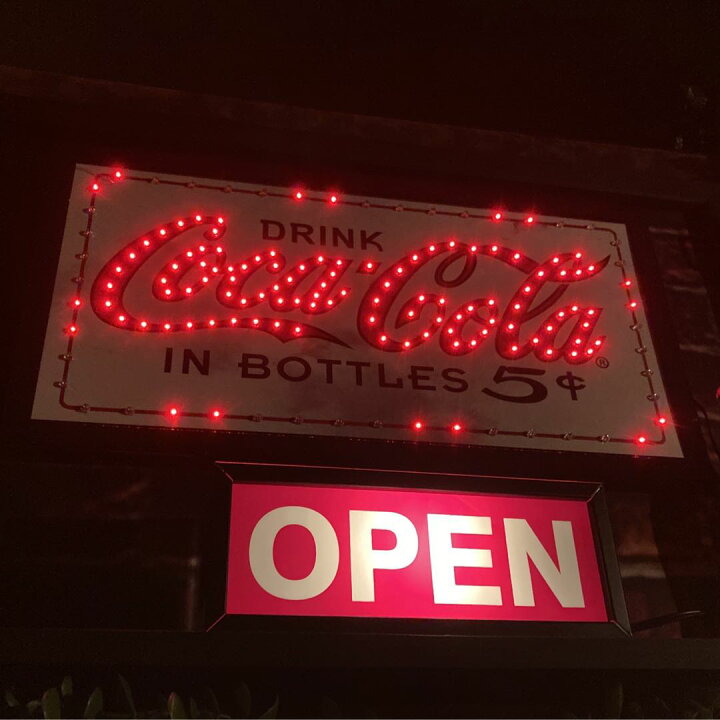 DRINK
Coca-Cola ®
IN BOTTLES 5¢
OPEN